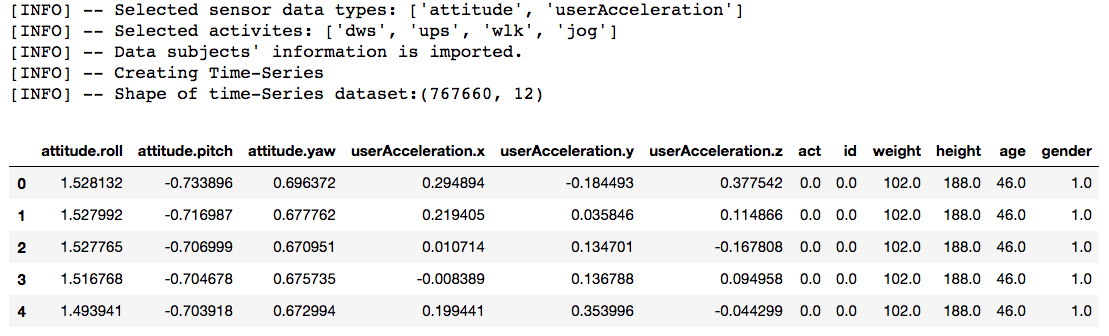 [INFO] -- Selected sensor data types: ['attitude', 'userAcceleration']
[INFO] -- Selected activites: ['dws', 'ups', 'wlk', 'jog']
[INFO] -- Data subjects' information is imported.
[INFO] -- Creating Time-Series
[INFO] -- Shape of time-Series dataset:(767660, 12)
attitude.roll attitude.pitch attitude.yaw userAcceleration.x userAcceleration.y userAcceleration.z act id weight height age gender
0 1.528132 -0.733896 0.696372 0.294894 -0.184493 0.377542 0.0 0.0 102.0 188.0 46.0 1.0
1 1.527992 -0.716987 0.677762 0.219405 0.035846 0.114866 0.0 0.0 102.0 188.0 46.0 1.0
2 1.527765 -0.706999 0.670951 0.010714 0.134701 -0.167808 0.0 0.0 102.0 188.0 46.0 1.0
3 1.516768 -0.704678 0.675735 -0.008389 0.136788 0.094958 0.0 0.0 102.0 188.0 46.0 1.0
4 1.493941 -0.703918 0.672994 0.199441 0.353996 -0.044299 0.0 0.0 102.0 188.0 46.0 1.0